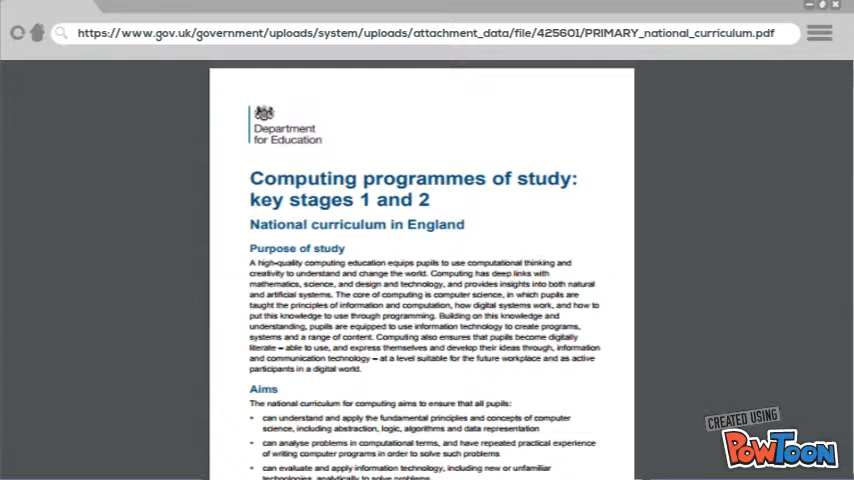 https://www.gov.uk/government/uploads/system/uploads/attachment_data/file/425601/PRIMARY_national_curriculum.pdf
Department
for Education
Computing programmes of study:
key stages 1 and 2
National curriculum in England
Purpose of study
A high-quality computing education equips pupils to use computational thinking and
creativity to understand and change the world. Computing has deep links with
mathematics, science, and design and technology, and provides insights into both natural
and artificial systems. The core of computing is computer science, in which pupils are
taught the principles of information and computation, how digital systems work, and how to
put this knowledge to use through programming. Building on this knowledge and
understanding, pupils are equipped to use information technology to create programs,
systems and a range of content. Computing also ensures that pupils become digitally
literate – able to use, and express themselves and develop their ideas through, information
and communication technology – at a level suitable for the future workplace and as active
participants in a digital world.
Aims
The national curriculum for computing aims to ensure that all pupils:
• can understand and apply the fundamental principles and concepts of computer
science, including abstraction, logic, algorithms and data representation
• can analyse problems in computational terms, and have repeated practical experience
of writing computer programs in order to solve such problems
• can evaluate and apply information technology, including new or unfamiliar
technologies, analytically to solve problems
CREATED USING
POWTOON